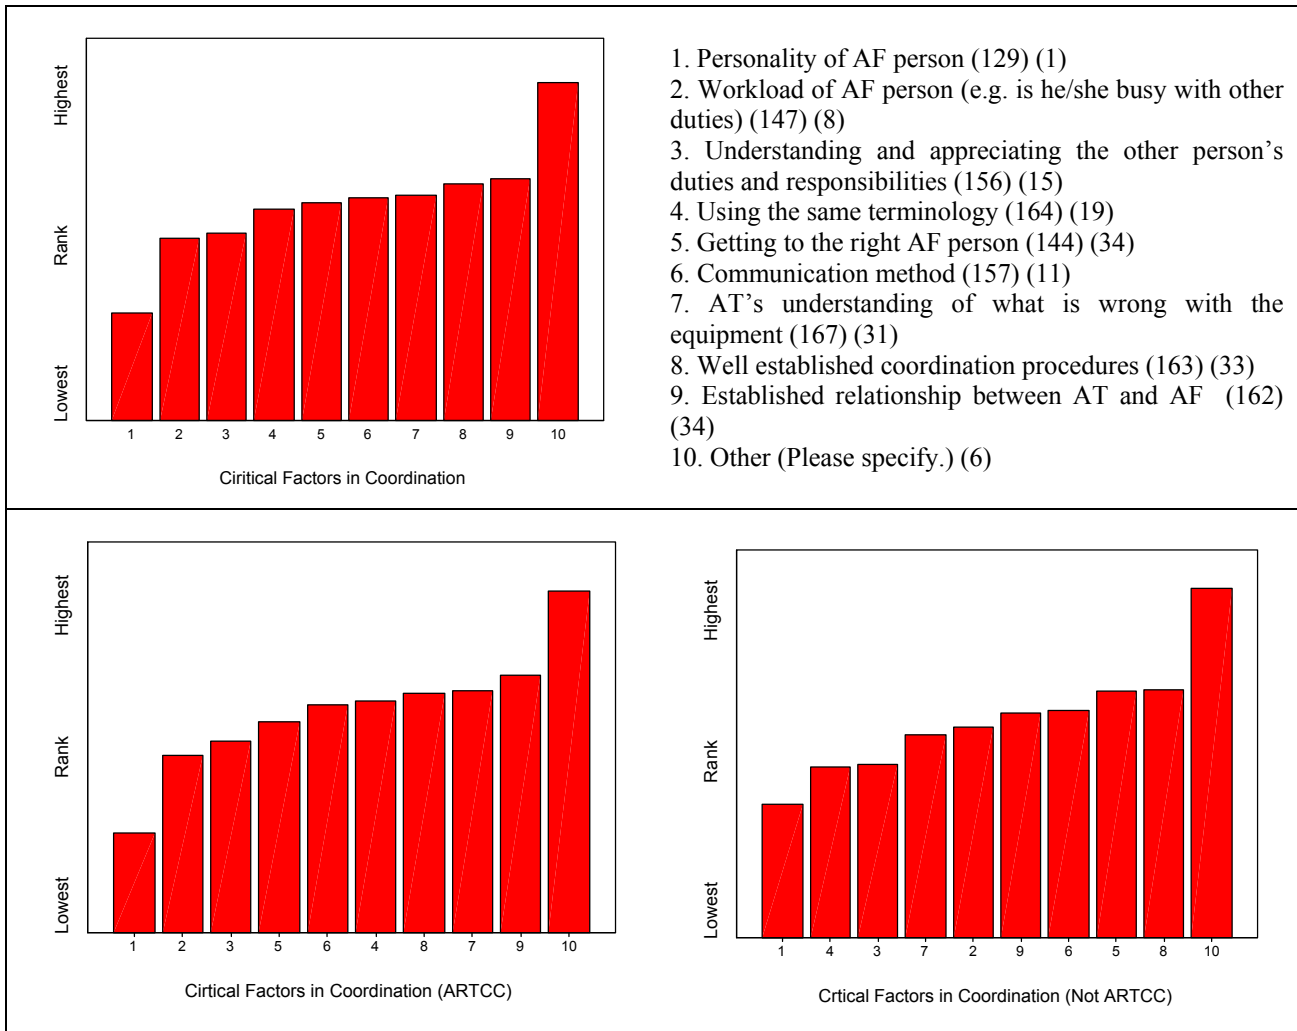 Highest
Rank
Lowest
1 2 3 4 5 6 7 8 9 10
Ciritical Factors in Coordination
1. Personality of AF person (129) (1)
2. Workload of AF person (e.g. is he/she busy with other
duties) (147) (8)
3. Understanding and appreciating the other person's
duties and responsibilities (156) (15)
4. Using the same terminology (164) (19)
5. Getting to the right AF person (144) (34)
6. Communication method (157) (11)
7. AT's understanding of what is wrong with the
equipment (167) (31)
8. Well established coordination procedures (163) (33)
9. Established relationship between AT and AF (162)
(34)
10. Other (Please specify.) (6)
Highest
Rank
Lowest
1 2 3 5 6 4 8 7 9 10
Cirtical Factors in Coordination (ARTCC)
Highest
Rank
Lowest
1 4 3 7 2 9 6 5 8 10
Crtical Factors in Coordination (Not ARTCC)